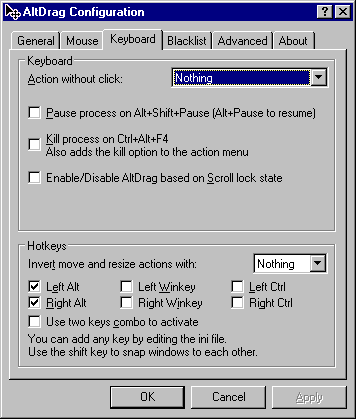 AltDrag Configuration
General Mouse Keyboard Blacklist Advanced About
Keyboard
Action without click: Nothing
Pause process on Alt+Shift+Pause (Alt+Pause to resume)
Kill process on Ctrl+Alt+F4
Also adds the kill option to the action menu
Enable/Disable AltDrag based on Scroll lock state
Hotkeys
Invert move and resize actions with: Nothing
Left Alt Left Winkey Left Ctrl
Right Alt Right Winkey Right Ctrl
Use two keys combo to activate
You can add any key by editing the ini file.
Use the shift key to snap windows to each other.
OK Cancel Apply